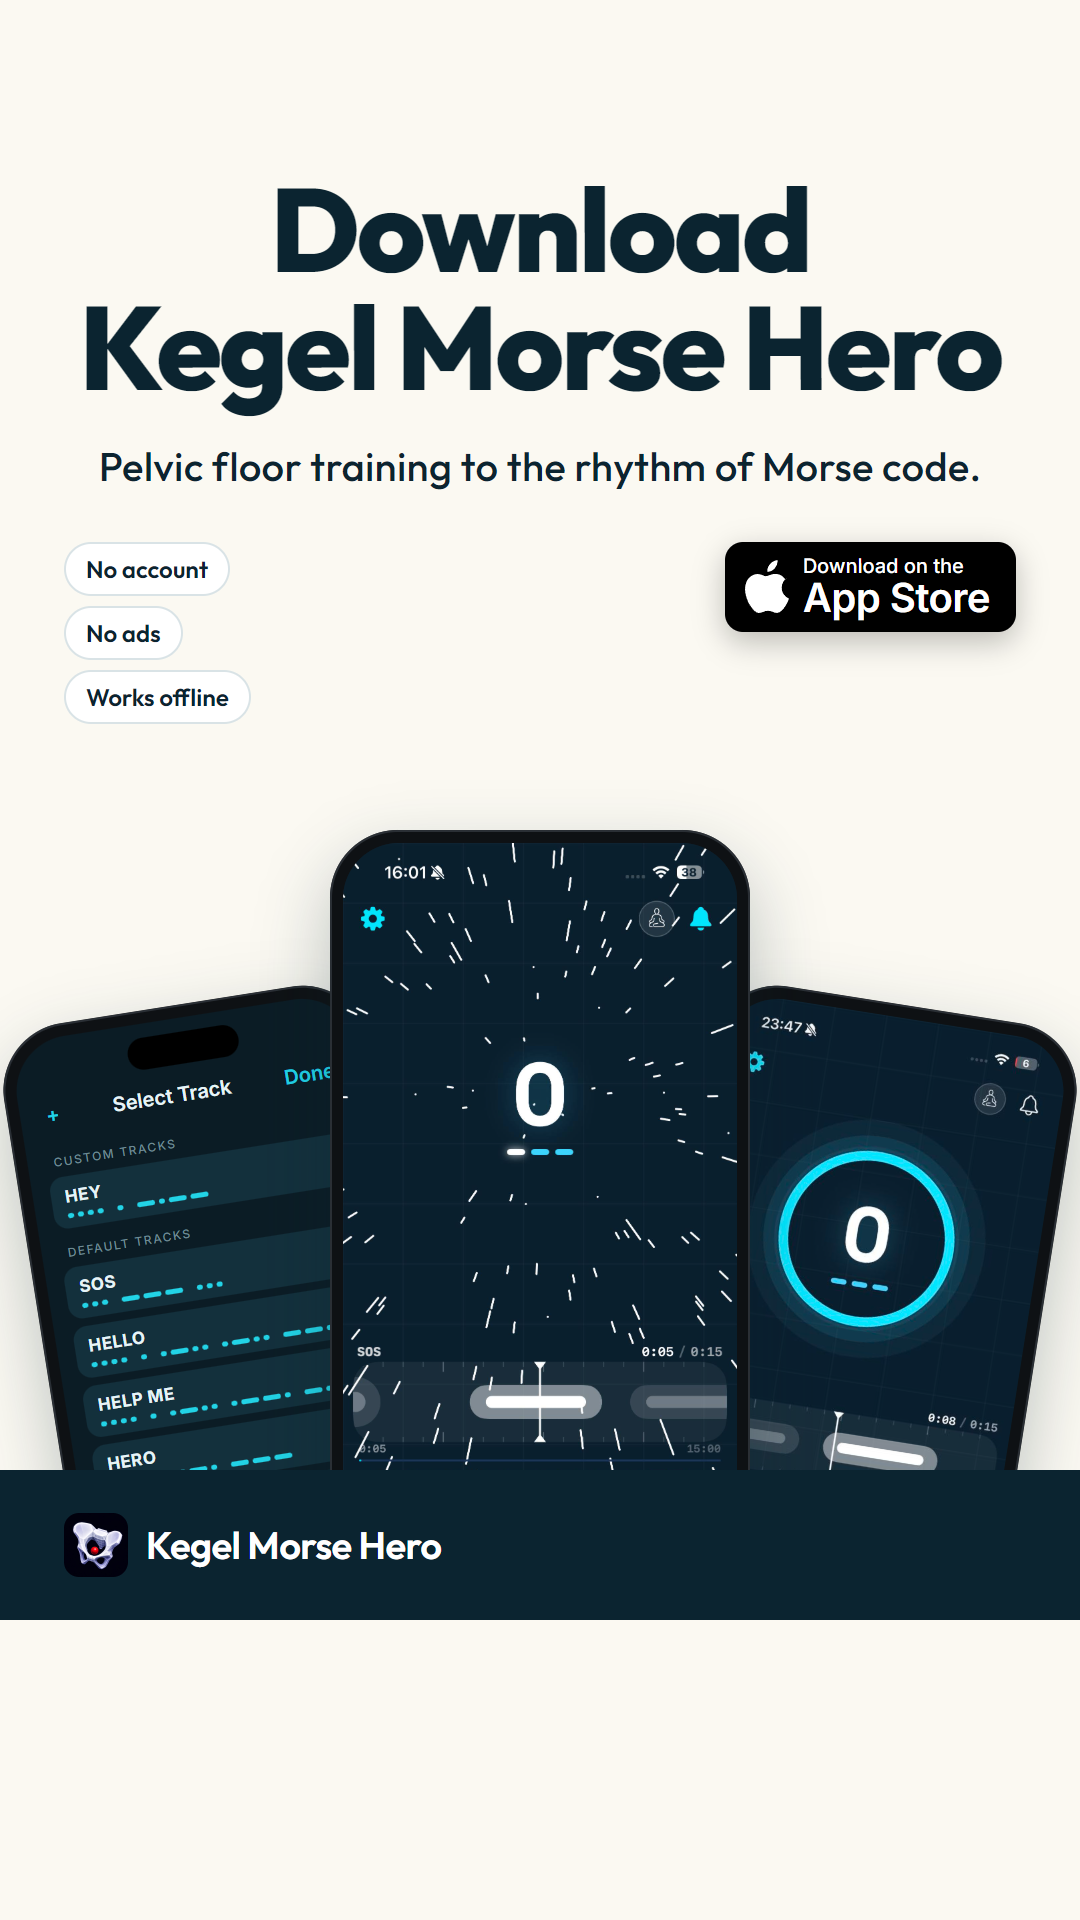 Download
Kegel Morse Hero
Pelvic floor training to the rhythm of Morse code.
No account
No ads
Works offline
Download on the
App Store
16:01
38
0
SOS
0:05 / 0:15
0:05
15:00
+
Select Track
Done
CUSTOM TRACKS
HEY
DEFAULT TRACKS
SOS
HELLO
HELP ME
HERO
23:47
6
0
0:08 / 0:15
Kegel Morse Hero